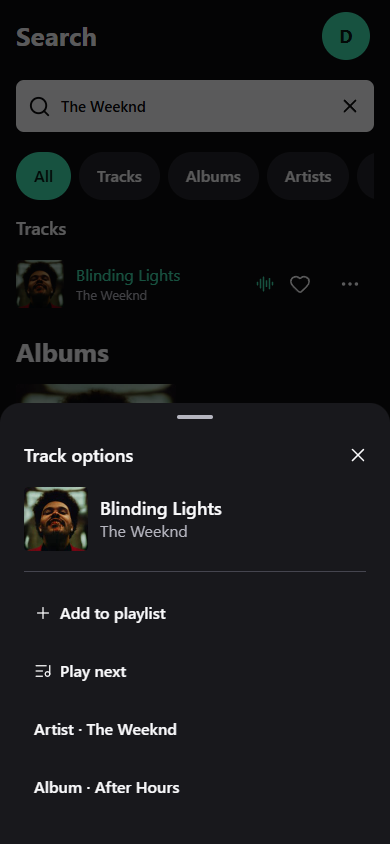 Search
D
The Weeknd
All
Tracks
Albums
Artists
Tracks
Blinding Lights
The Weeknd
Albums
Track options
Blinding Lights
The Weeknd
Add to playlist
Play next
Artist · The Weeknd
Album · After Hours